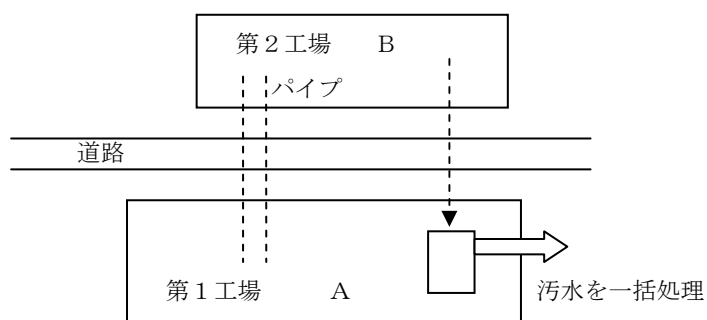 第２工場　B
パイプ
道路
第１工場　A
汚水を一括処理